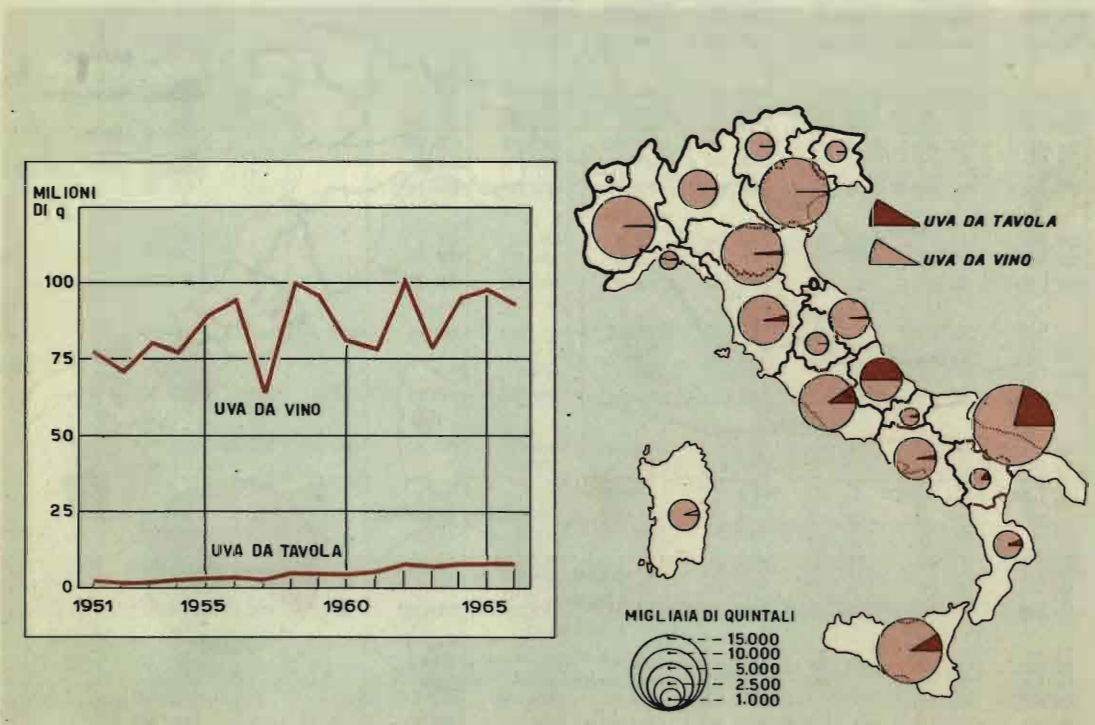 MILIONI
DI q
100
75
50
25
0
UVA DA VINO
UVA DA TAVOLA
1951
1955
1960
1965
UVA DA TAVOLA
UVA DA VINO
MIGLIAIA DI QUINTALI
15.000
10.000
5.000
2.500
1.000